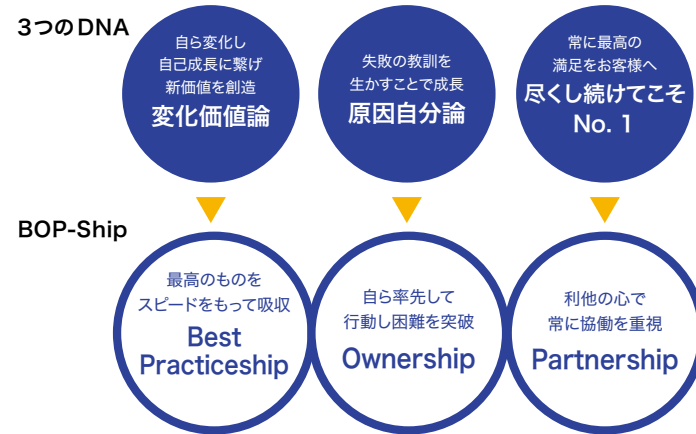 3つのDNA
自ら変化し
自己成長に繋げ
新価値を創造
変化価値論
失敗の教訓を
生かすことで成長
原因自分論
常に最高の
満足をお客様へ
尽くし続けてこそ
No. 1
BOP-Ship
最高のものを
スピードをもって吸収
Best
Practiceship
自ら率先して
行動し困難を突破
Ownership
利他の心で
常に協働を重視
Partnership